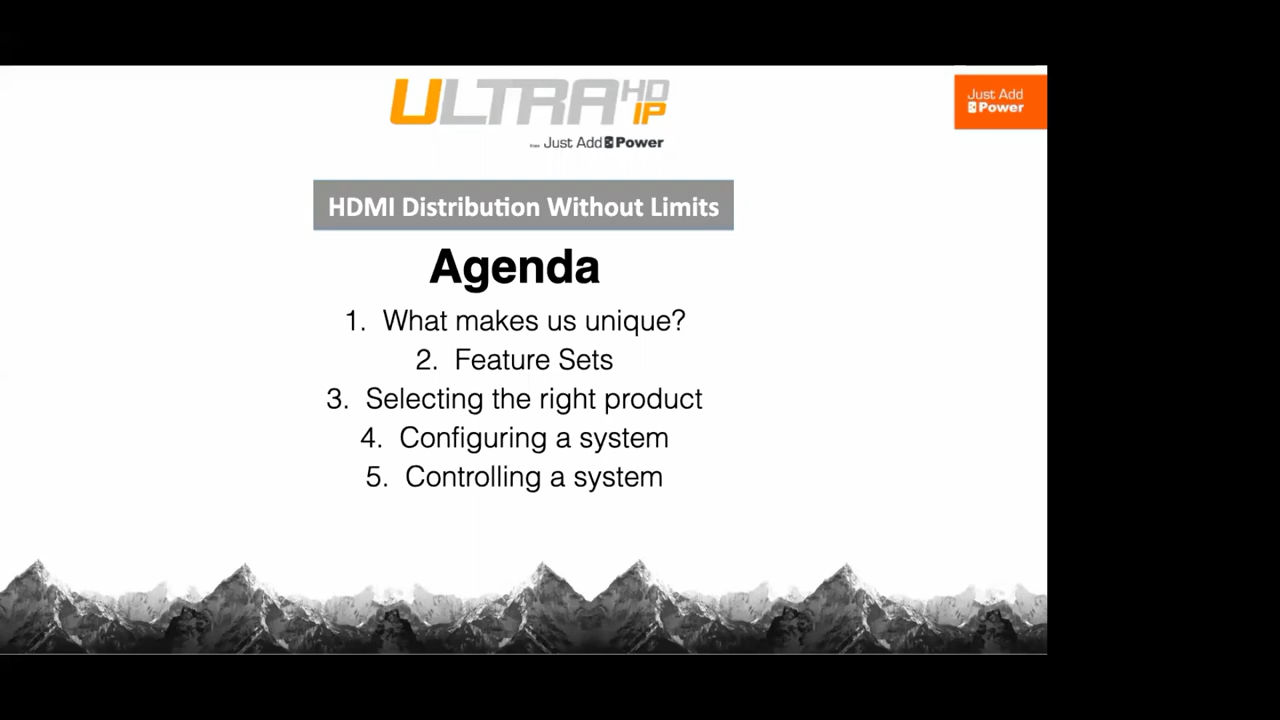 ULTRA HD IP
from Just Add Power
Just Add
Power
HDMI Distribution Without Limits
Agenda
1. What makes us unique?
2. Feature Sets
3. Selecting the right product
4. Configuring a system
5. Controlling a system